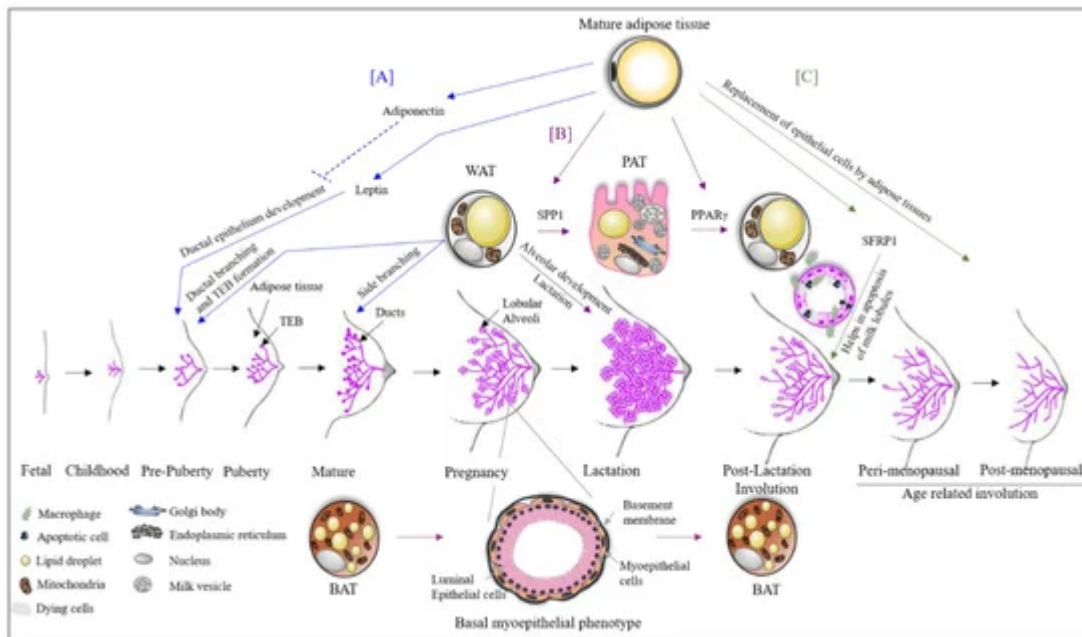 Mature adipose tissue
[A]
[C]
Adiponectin
[B]
Replacement of epithelial cells by adipose tissues
Leptin
WAT
PAT
Ductal epithelium development
SPP1
PPARγ
SFRP1
Ductal branching
and TEB formation
Side branching
Alveolar development
Lactation
Helps in apoptosis
of milk lobules
Adipose tissue
TEB
Ducts
Lobular
Alveoli
Fetal
Childhood
Pre-Puberty
Puberty
Mature
Pregnancy
Lactation
Post-Lactation
Involution
Peri-menopausal
Post-menopausal
Age related involution
Macrophage
Apoptotic cell
Lipid droplet
Mitochondria
Dying cells
Golgi body
Endoplasmic reticulum
Nucleus
Milk vesicle
BAT
Luminal
Epithelial cells
Basement
membrane
Myoepithelial
cells
BAT
Basal myoepithelial phenotype